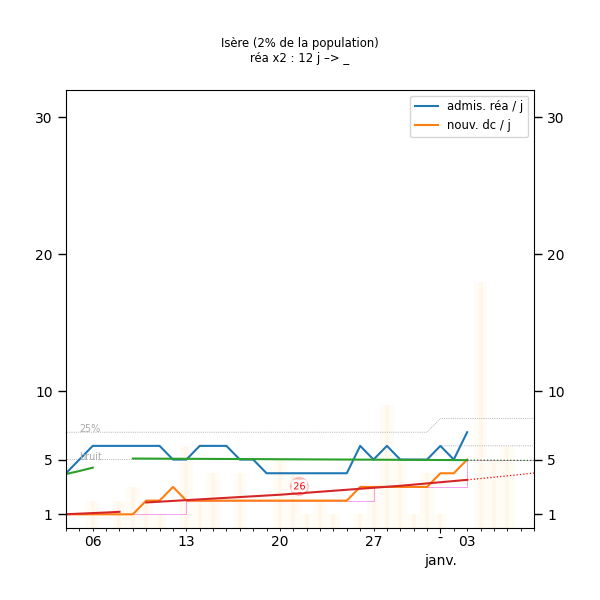 Isère (2% de la population)
réa x2 : 12 j –> _
admis. réa / j
nouv. dc / j
30 30
20 20
10 10
25%
5 5
26
1 1
06 13 20 27 - 03
janv.